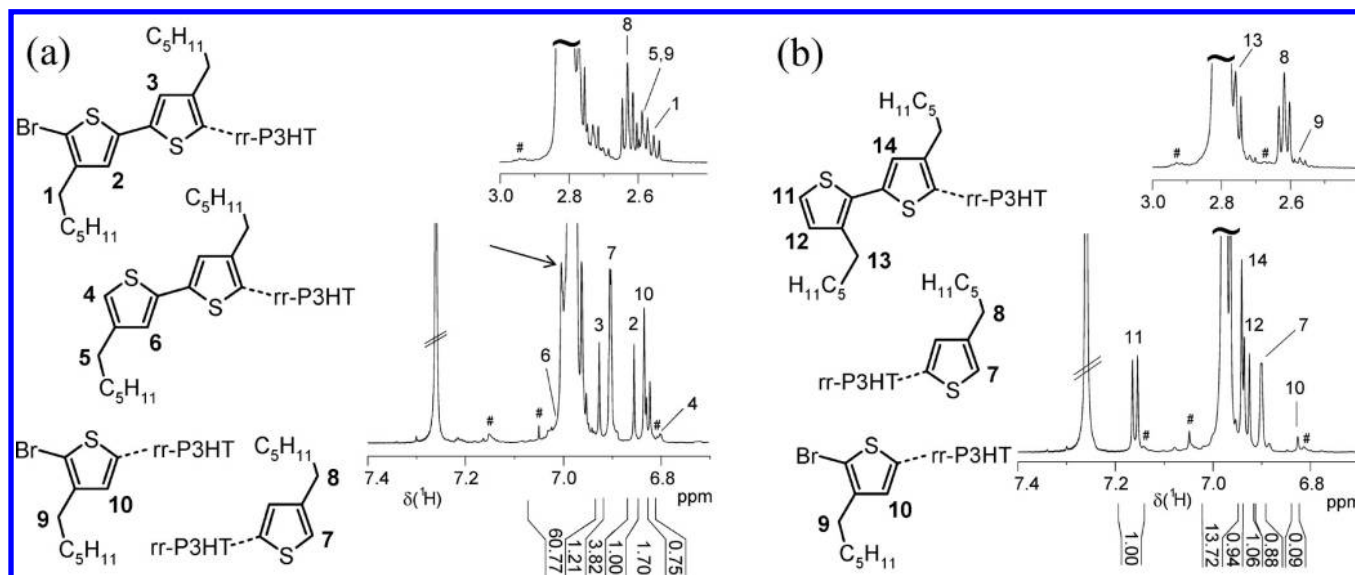 (a)
C5H11
3
Br
S
S
rr-P3HT
1
2
C5H11
C5H11
4
S
S
rr-P3HT
5
6
C5H11
Br
S
rr-P3HT
C5H11
8
9
10
rr-P3HT
S
7
C5H11
8
5,9
1
#
3.0 2.8 2.6
7
10
6
3
2
4
#
#
#
7.4 7.0 6.8
δ(¹H)
ppm
60.77
1.21
3.82
1.00
1.70
0.75
(b)
H11C5
14
11
S
S
rr-P3HT
12
13
H11C5
H11C5
8
rr-P3HT
S
7
Br
S
rr-P3HT
10
9
C5H11
13
8
9
#
#
3.0 2.8 2.6
14
11
12
7
10
#
#
#
7.4 7.2 7.0 6.8
δ(¹H)
ppm
1.00
13.72
0.94
1.06
0.88
0.09